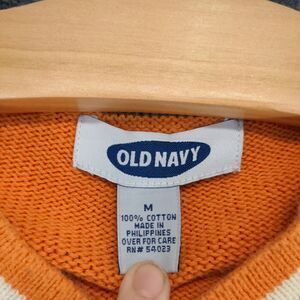 OLD NAVY
M
100% COTTON
MADE IN
PHILIPPINES
OVER FOR CARE
RN# 54023